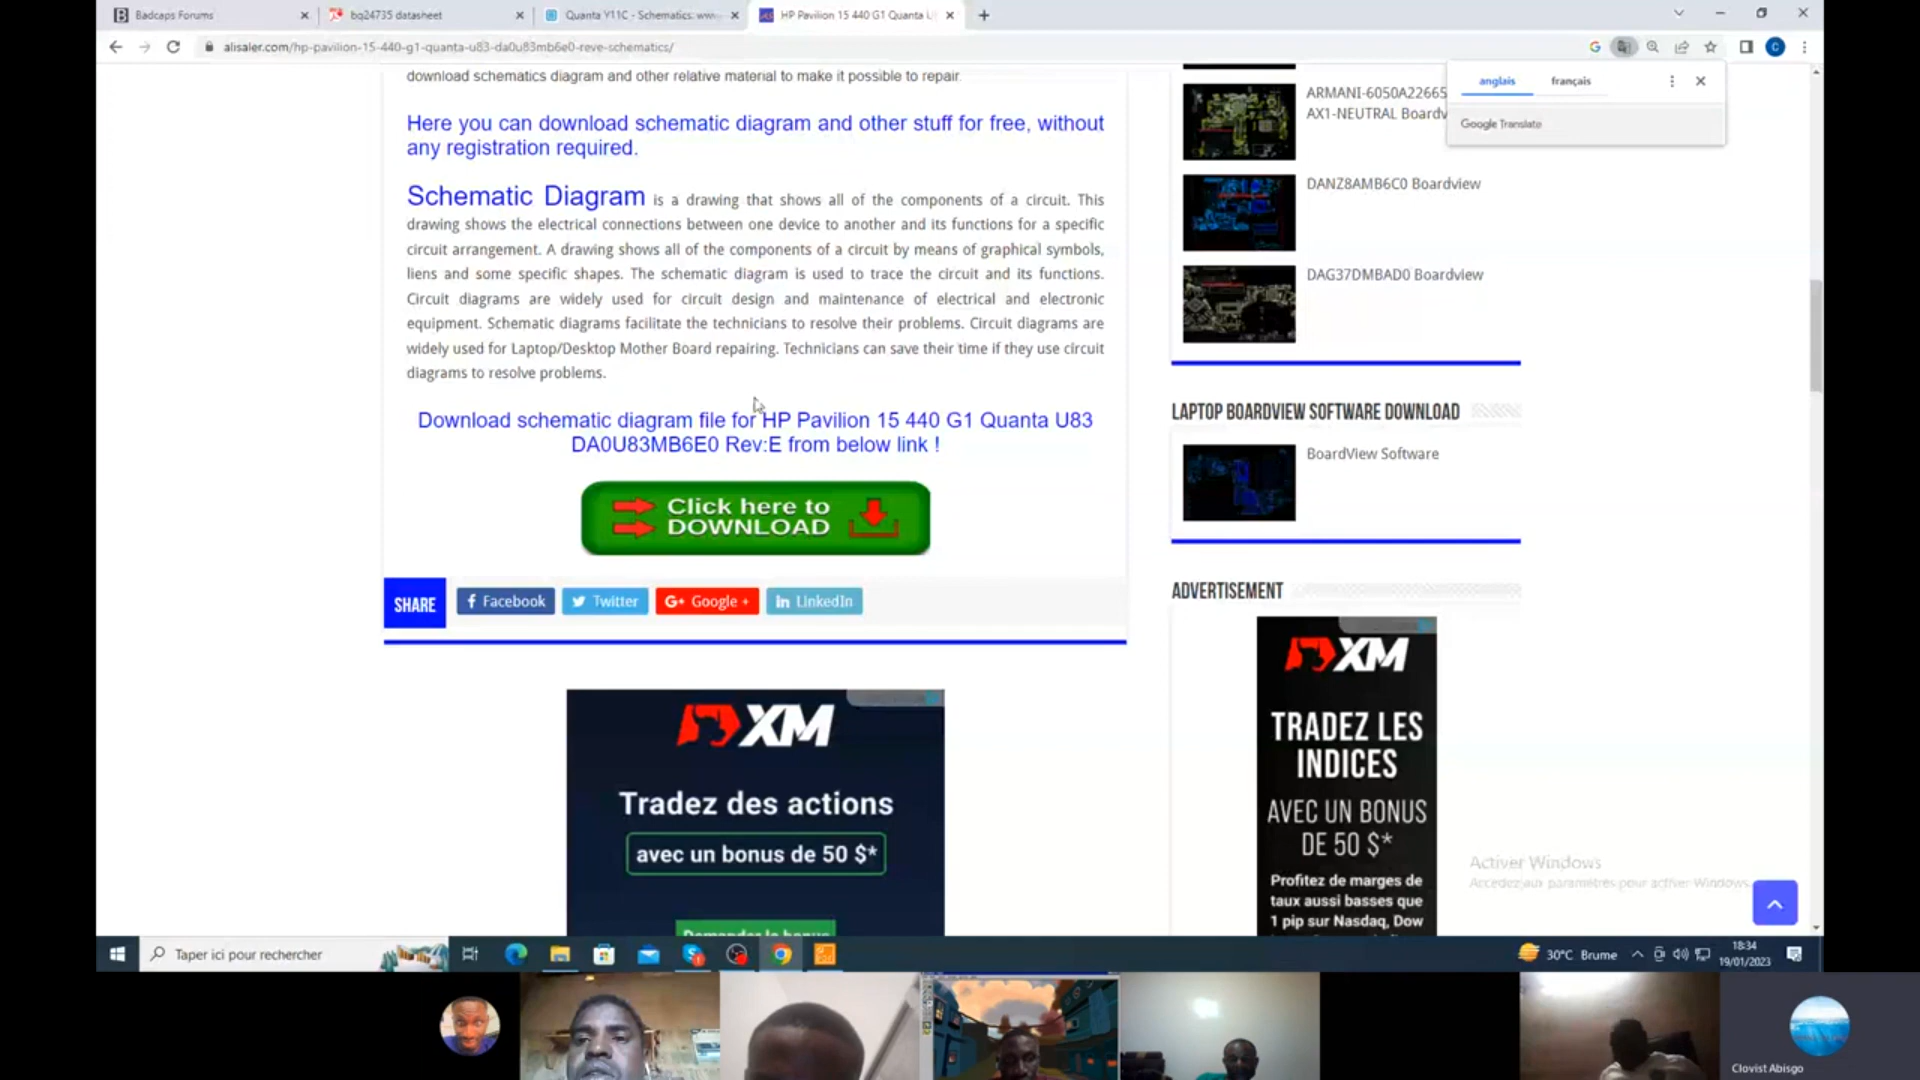 Badcaps Forums
bq24735 datasheet
Quanta Y11C - Schematics: www
HP Pavilion 15 440 G1 Quanta U
alisaler.com/hp-pavilion-15-440-g1-quanta-u83-da0u83mb6e0-reve-schematics/
anglais
français
Google Translate
download schematics diagram and other relative material to make it possible to repair.
Here you can download schematic diagram and other stuff for free, without
any registration required.
Schematic Diagram is a drawing that shows all of the components of a circuit. This
drawing shows the electrical connections between one device to another and its functions for a specific
circuit arrangement. A drawing shows all of the components of a circuit by means of graphical symbols,
liens and some specific shapes. The schematic diagram is used to trace the circuit and its functions.
Circuit diagrams are widely used for circuit design and maintenance of electrical and electronic
equipment. Schematic diagrams facilitate the technicians to resolve their problems. Circuit diagrams are
widely used for Laptop/Desktop Mother Board repairing. Technicians can save their time if they use circuit
diagrams to resolve problems.
Download schematic diagram file for HP Pavilion 15 440 G1 Quanta U83
DA0U83MB6E0 Rev:E from below link !
Click here to
DOWNLOAD
SHARE
Facebook
Twitter
G+ Google +
in LinkedIn
XM
Tradez des actions
avec un bonus de 50 $*
Demander le bonus
ARMANI-6050A22665
AX1-NEUTRAL Boardv
DANZ8AMB6C0 Boardview
DAG37DMBAD0 Boardview
LAPTOP BOARDVIEW SOFTWARE DOWNLOAD
BoardView Software
ADVERTISEMENT
XM
TRADEZ LES
INDICES
AVEC UN BONUS
DE 50 $*
Profitez de marges de
taux aussi basses que
1 pip sur Nasdaq, Dow
Activer Windows
Accédez aux paramètres pour activer Windows.
Taper ici pour rechercher
30°C Brume
18:34
19/01/2023
Clovist Abisgo